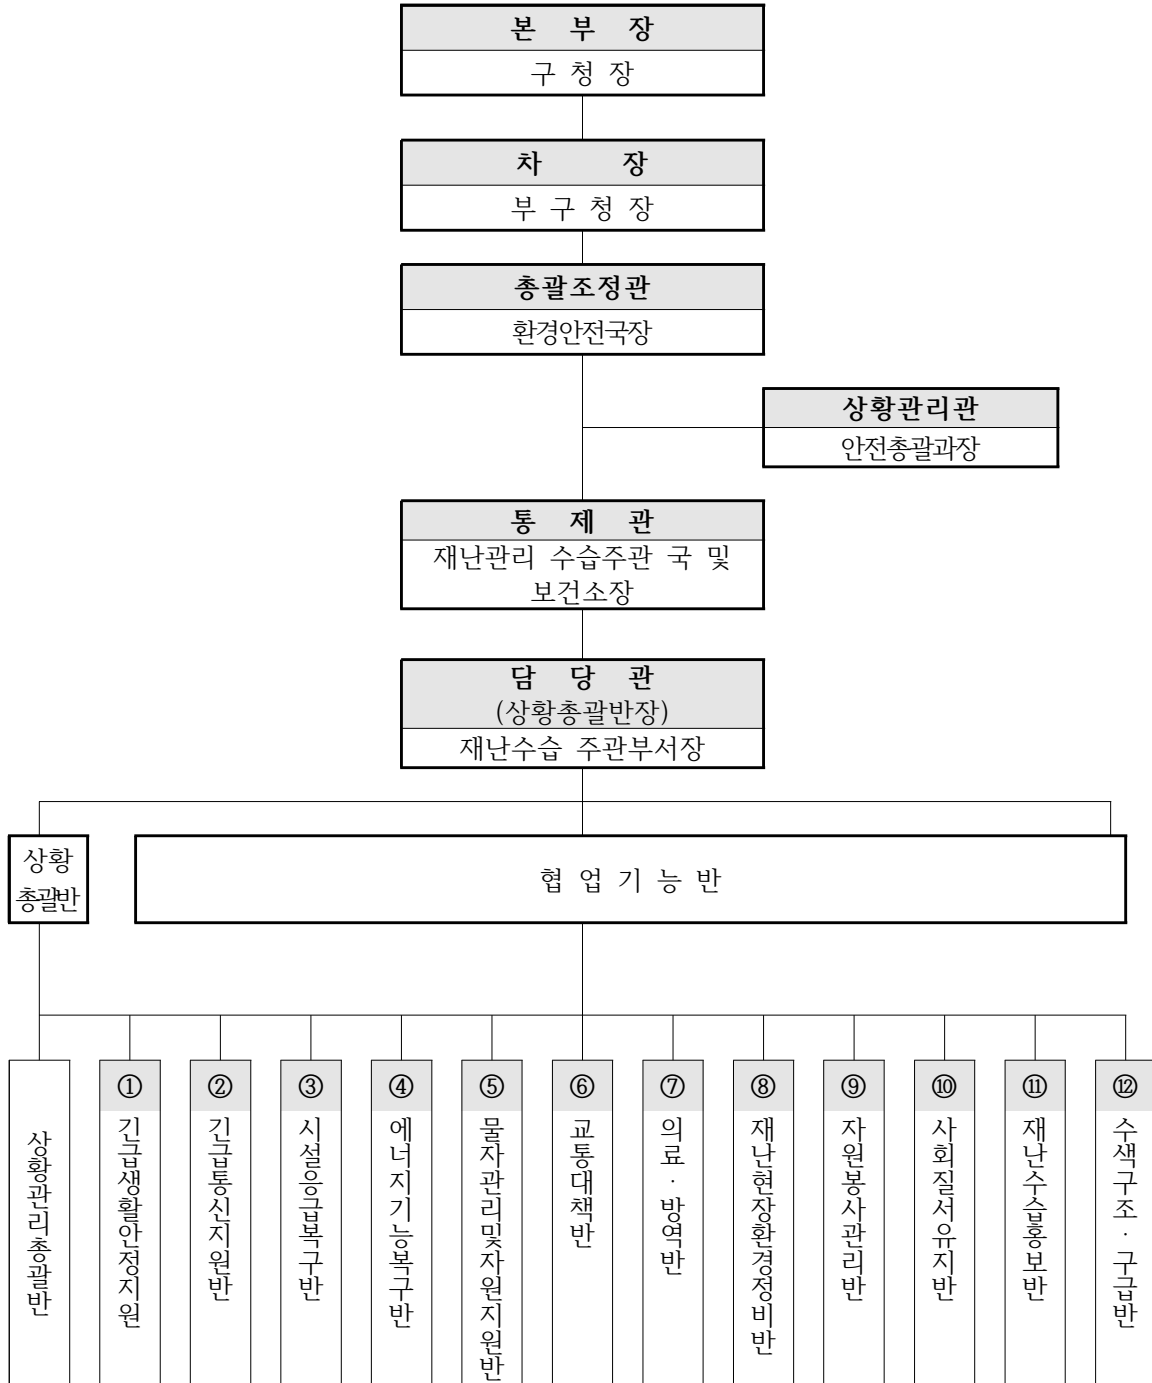 본 부 장
구 청 장
차 장
부 구 청 장
총괄조정관
환경안전국장
상황관리관
안전총괄과장
통 제 관
재난관리 수습주관 국 및
보건소장
담 당 관
(상황총괄반장)
재난수습 주관부서장
상황
총괄반
협 업 기 능 반
상황관리총괄반
①
긴급생활안정지원
②
긴급통신지원반
③
시설응급복구반
④
에너지기능복구반
⑤
물자관리및자원지원반
⑥
교통대책반
⑦
의료·방역반
⑧
재난현장환경정비반
⑨
자원봉사관리반
⑩
사회질서유지반
⑪
재난수습홍보반
⑫
수색구조·구급반